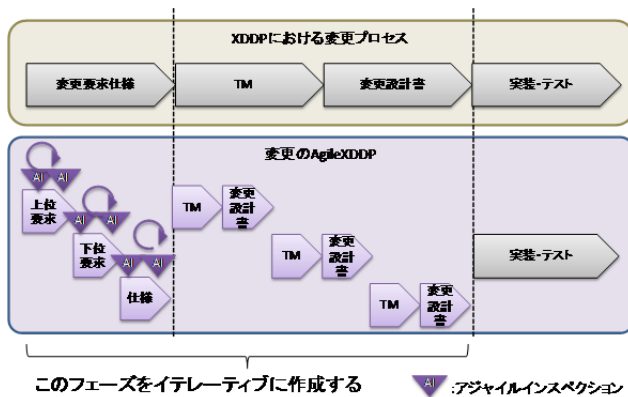 XDDPにおける変更プロセス
変更要求仕様
TM
変更設計書
実装-テスト
変更のAgileXDDP
AI AI
上位
要求
AI AI
下位
要求
AI AI
仕様
TM
変更
設計
書
TM
変更
設計
書
TM
変更
設計
書
実装-テスト
このフェーズをイテレーティブに作成する
AI :アジャイルインスペクション